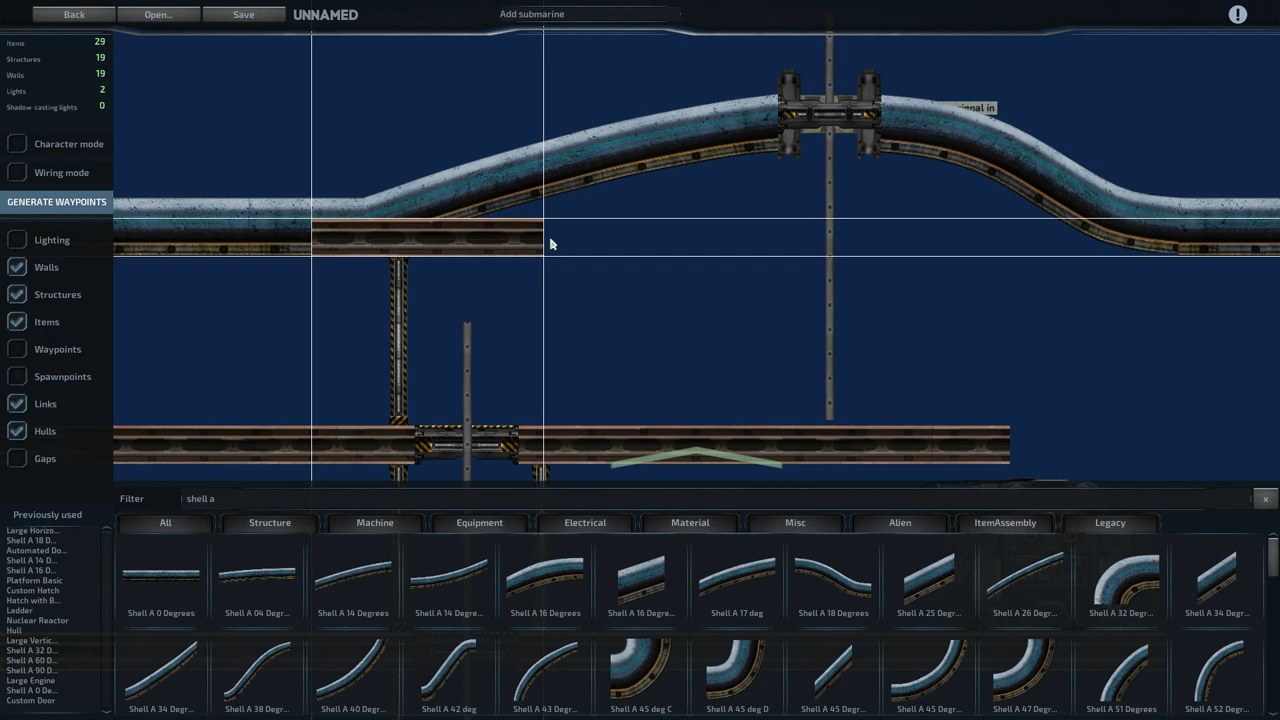 Back
Open...
Save
UNNAMED
Add submarine
Items 29
Structures 19
Walls 19
Lights 2
Shadow-casting lights 0
Character mode
Wiring mode
GENERATE WAYPOINTS
Lighting
Walls
Structures
Items
Waypoints
Spawnpoints
Links
Hulls
Gaps
ignal in
Filter
shell a
×
Previously used
Large Horizo...
Shell A 18 D...
Automated Do...
Shell A 14 D...
Shell A 16 D...
Platform Basic
Custom Hatch
Hatch with B...
Ladder
Nuclear Reactor
Hull
Large Vertic...
Shell A 32 D...
Shell A 60 D...
Shell A 90 D...
Large Engine
Shell A 0 De...
Custom Door
All
Structure
Machine
Equipment
Electrical
Material
Misc
Alien
ItemAssembly
Legacy
Shell A 0 Degrees
Shell A 04 Degr...
Shell A 14 Degrees
Shell A 14 Degre...
Shell A 16 Degrees
Shell A 16 Degre...
Shell A 17 deg
Shell A 18 Degrees
Shell A 25 Degr...
Shell A 26 Degr...
Shell A 32 Degr...
Shell A 34 Degr...
Shell A 34 Degr...
Shell A 38 Degr...
Shell A 40 Degr...
Shell A 42 deg
Shell A 43 Degr...
Shell A 45 deg C
Shell A 45 deg D
Shell A 45 Degr...
Shell A 45 Degr...
Shell A 47 Degr...
Shell A 51 Degrees
Shell A 52 Degr...